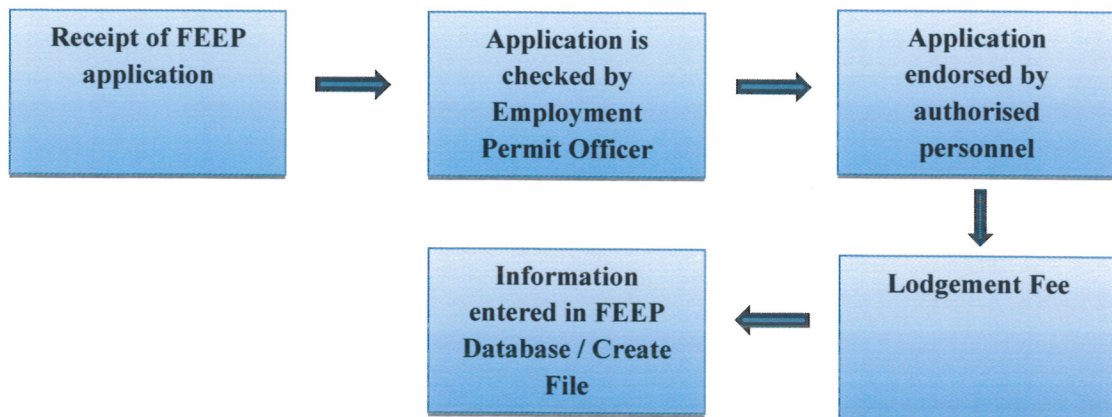 Receipt of FEEP
application
Application is
checked by
Employment
Permit Officer
Application
endorsed by
authorised
personnel
Lodgement Fee
Information
entered in FEEP
Database / Create
File